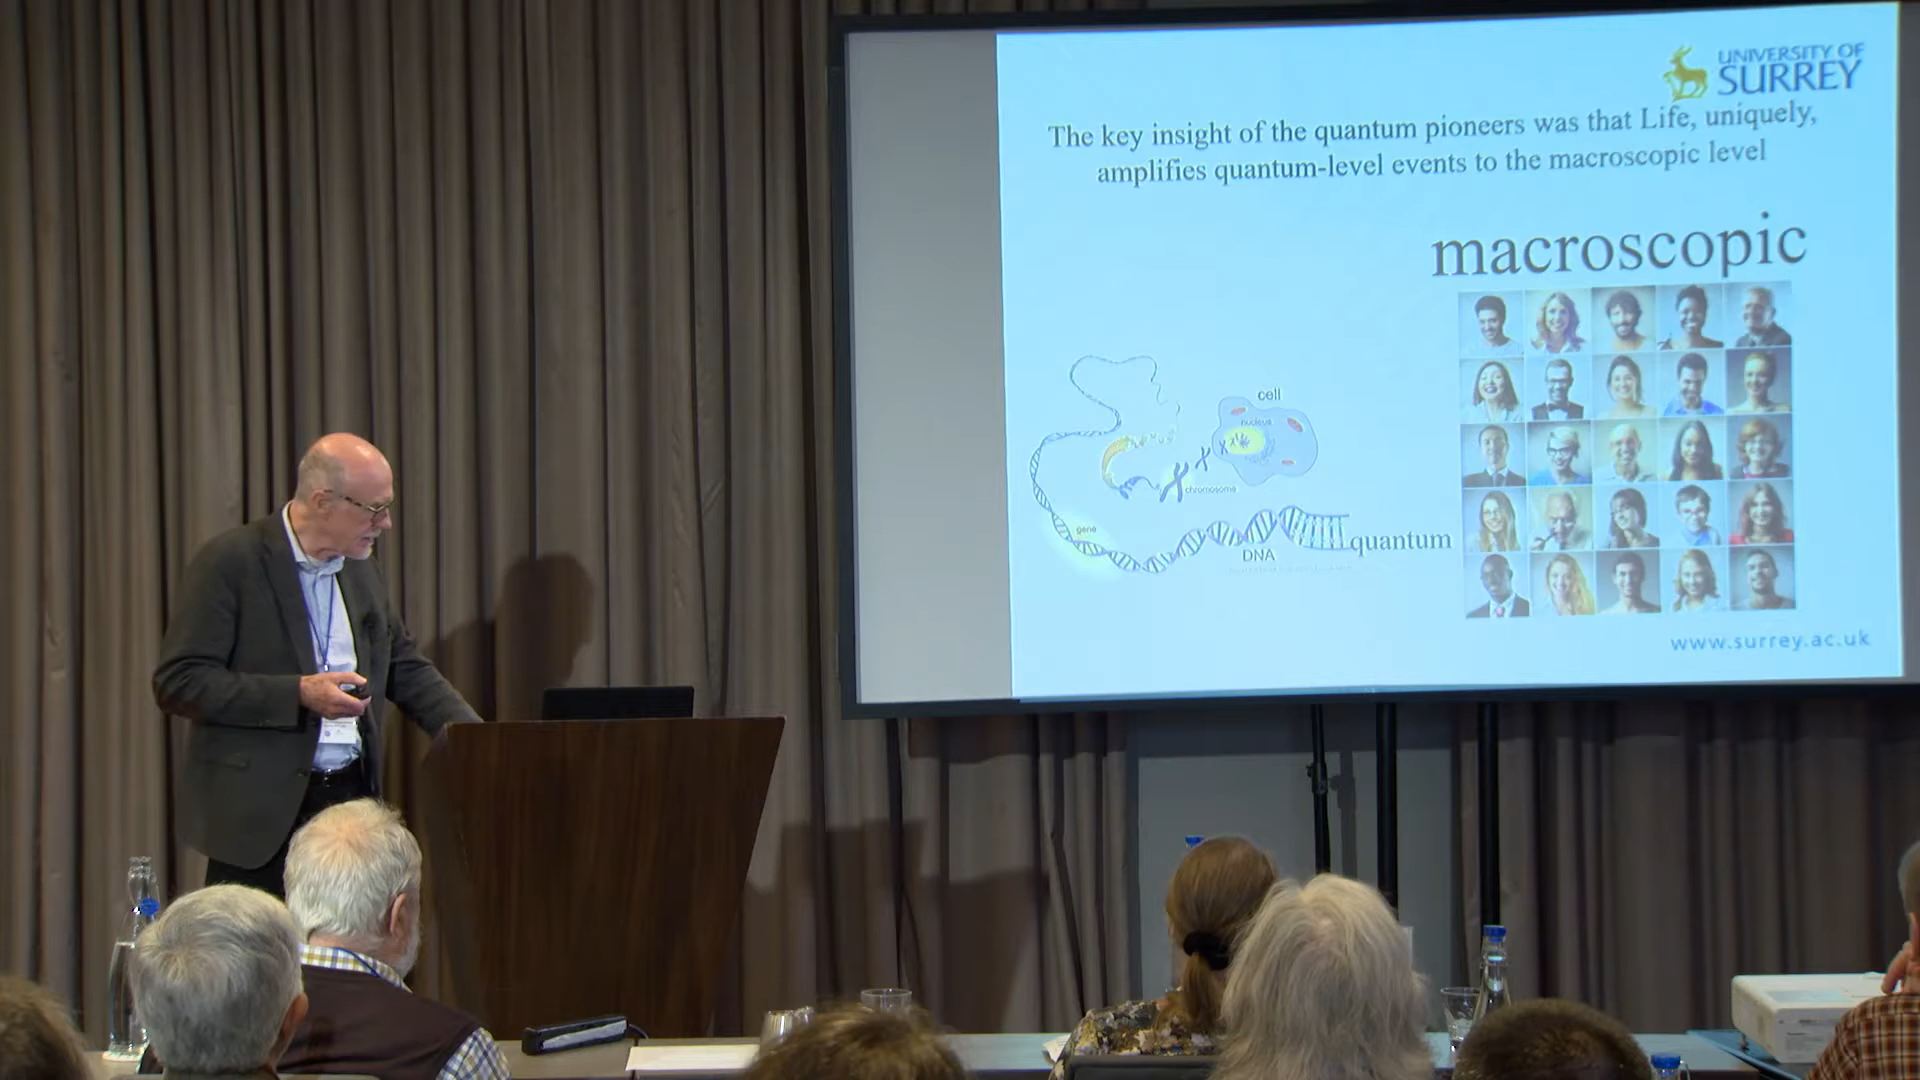 UNIVERSITY OF
SURREY
The key insight of the quantum pioneers was that Life, uniquely,
amplifies quantum-level events to the macroscopic level
macroscopic
cell
nucleus
chromosome
gene
DNA
quantum
www.surrey.ac.uk